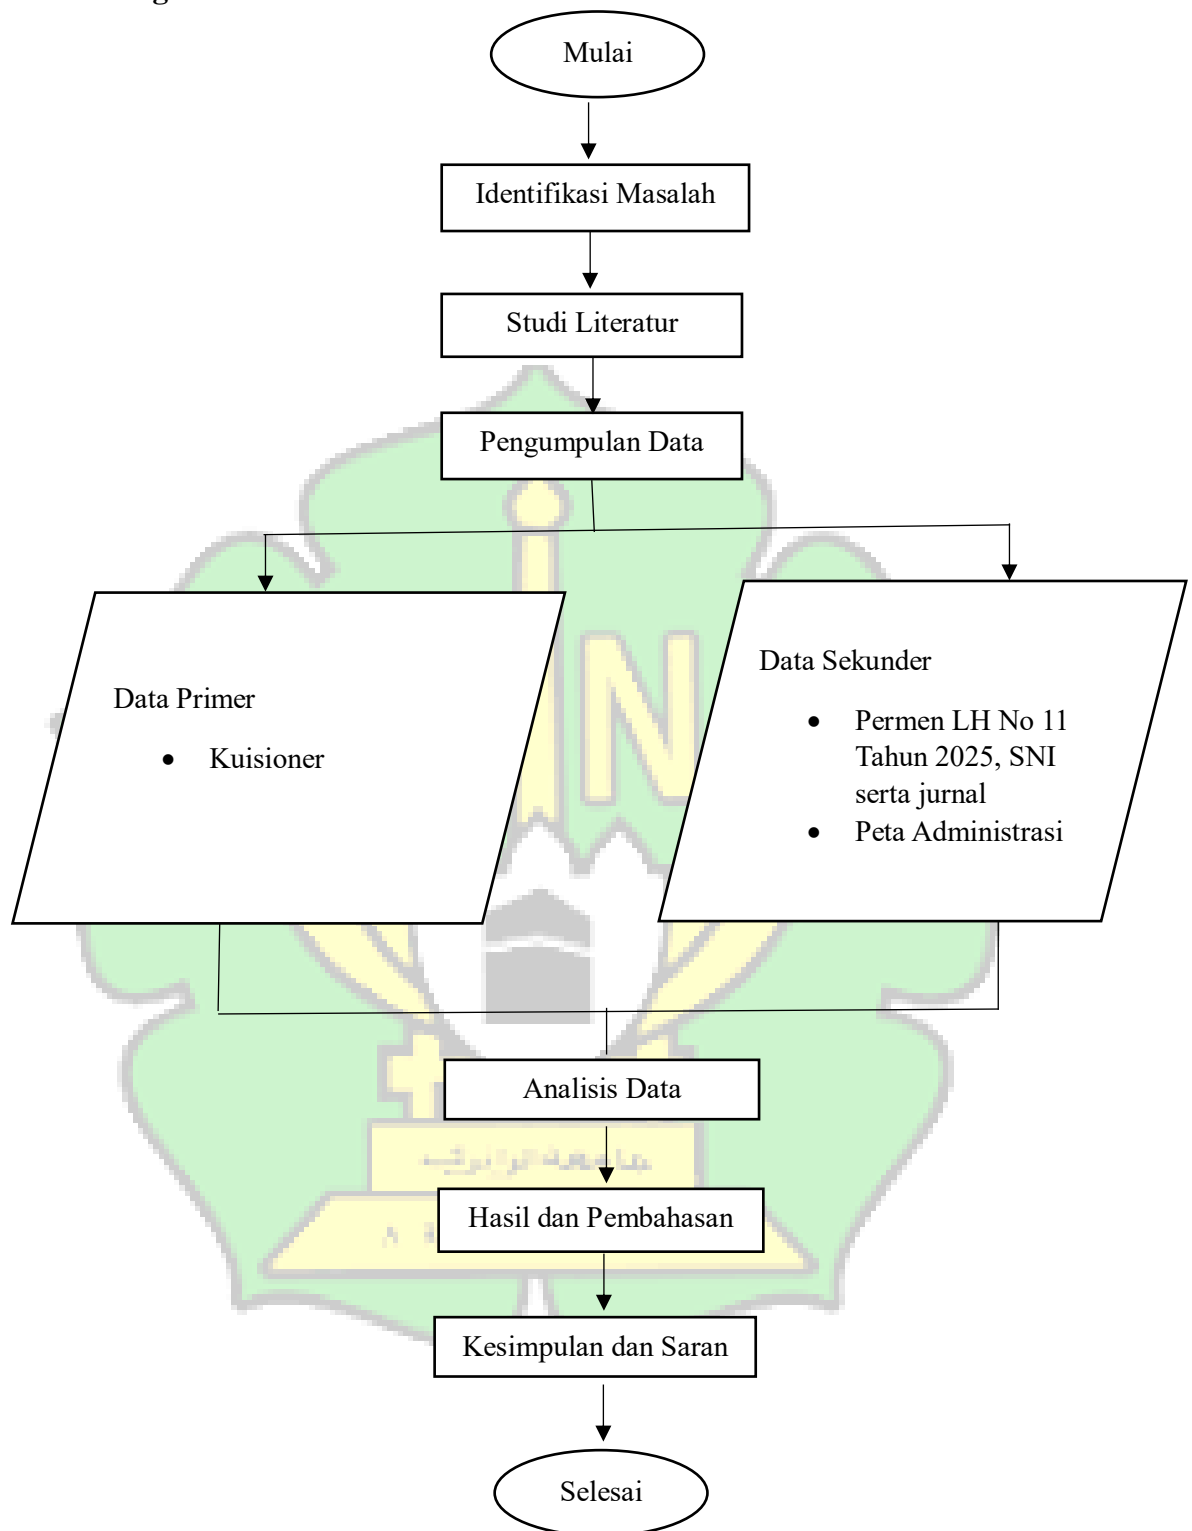 Mulai
Identifikasi Masalah
Studi Literatur
Pengumpulan Data
Data Primer
• Kuisioner
Data Sekunder
• Permen LH No 11
Tahun 2025, SNI
serta jurnal
• Peta Administrasi
Analisis Data
Hasil dan Pembahasan
Kesimpulan dan Saran
Selesai